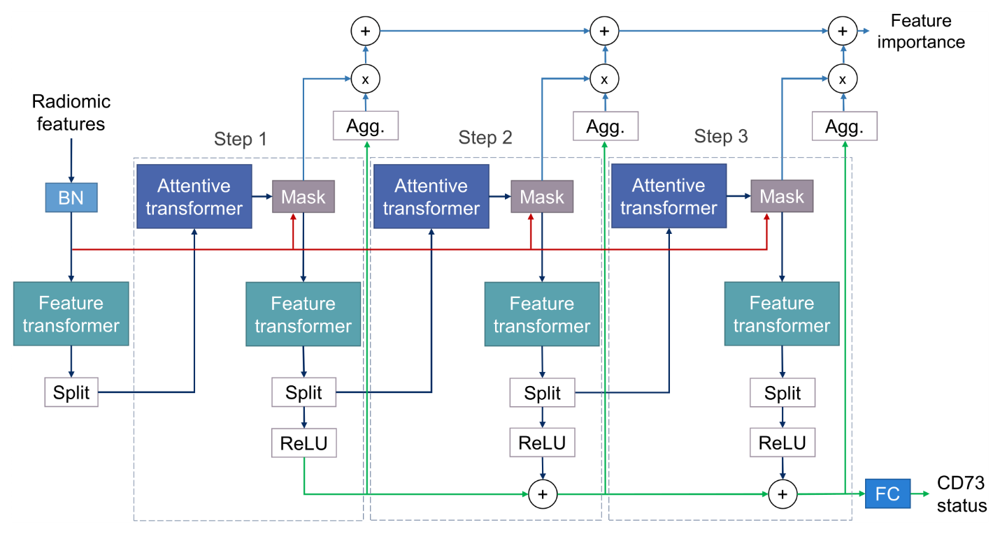 +
+
+
Feature
importance
x
x
x
Radiomic
features
Agg.
Agg.
Agg.
Step 1
Step 2
Step 3
BN
Attentive
transformer
Mask
Attentive
transformer
Mask
Attentive
transformer
Mask
Feature
transformer
Feature
transformer
Feature
transformer
Feature
transformer
Split
Split
Split
Split
ReLU
ReLU
ReLU
+
+
FC
CD73
status